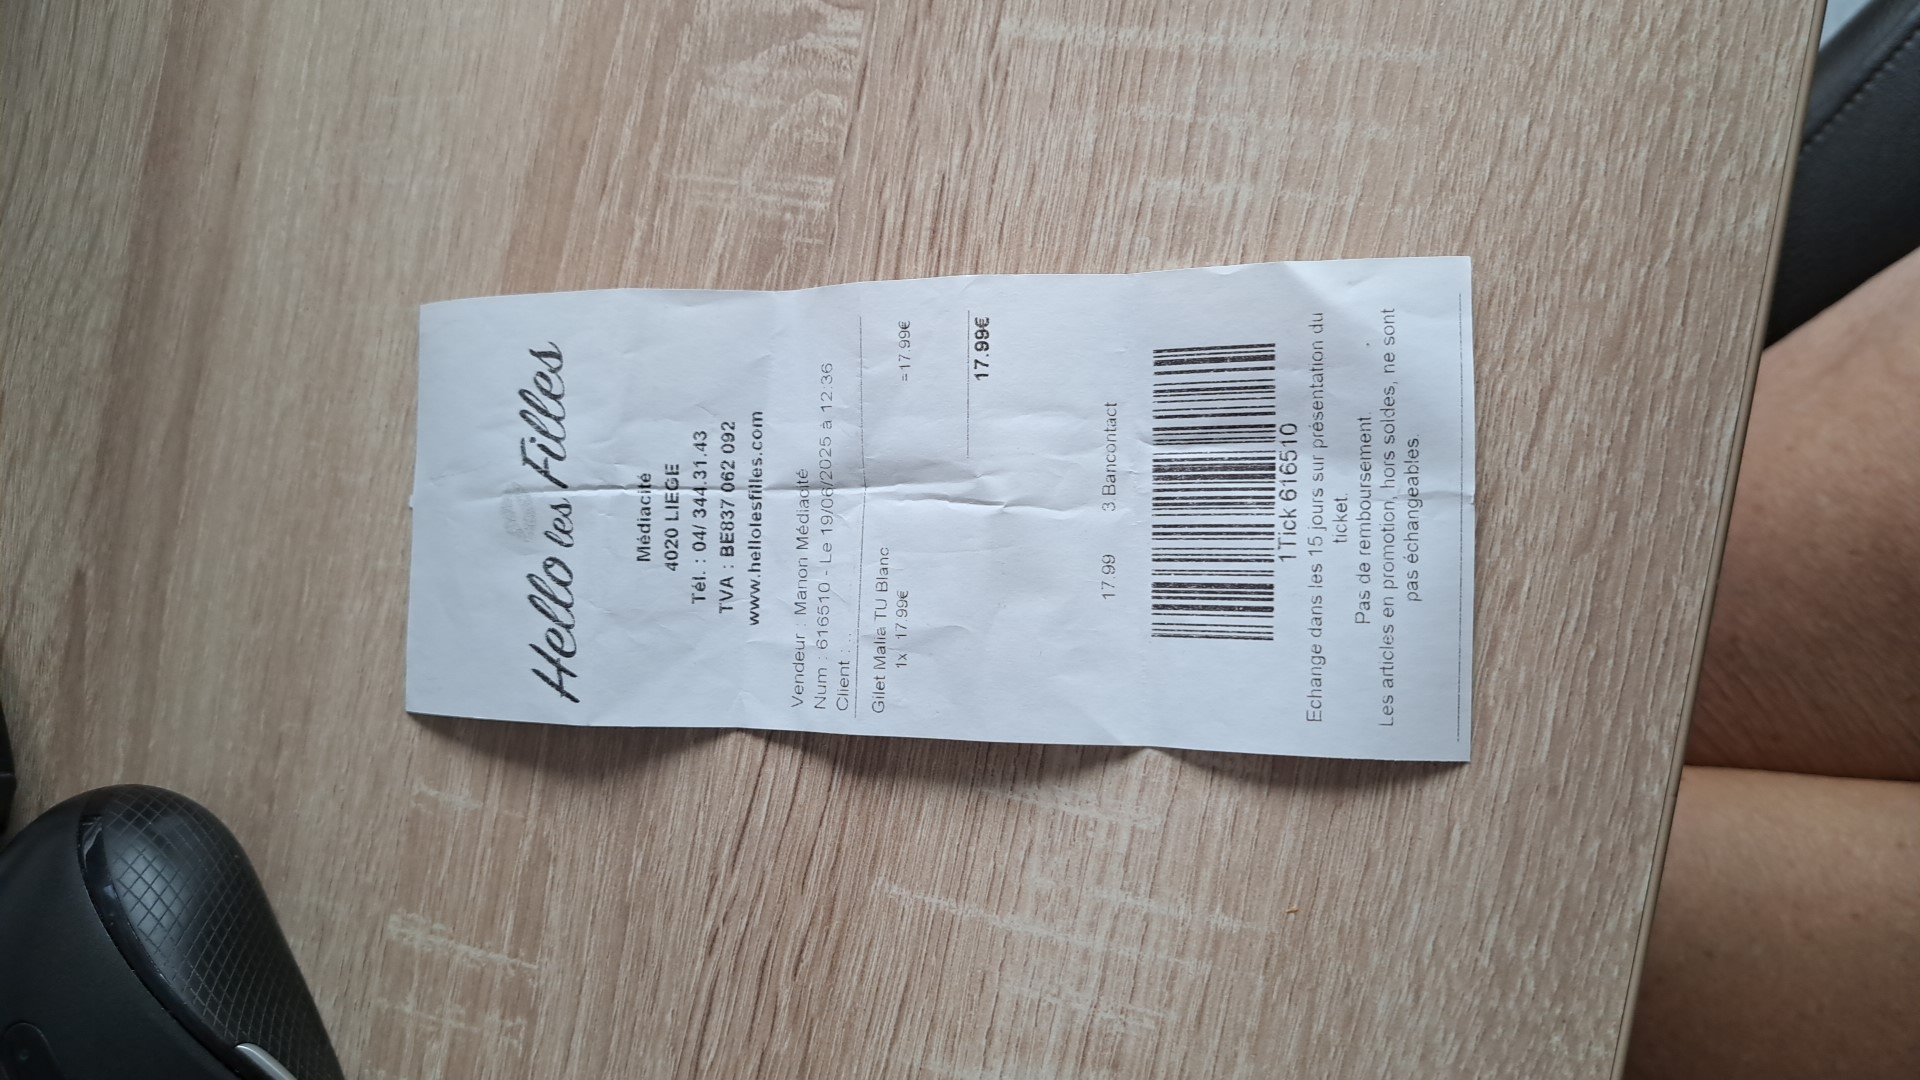 Hello les Filles
Médiacité
4020 LIEGE
Tél. : 04/ 344.31.43
TVA : BE837 062 092
www.hellolesfilles.com
Vendeur : Manon Médiacité
Num : 616510 - Le 19/06/2025 à 12:36
Client : ..
Gilet Malia TU Blanc
1x 17.99€ =17.99€
17.99€
17.99 3 Bancontact
1Tick 616510
Echange dans les 15 jours sur présentation du
ticket.
Pas de remboursement.
Les articles en promotion, hors soldes, ne sont
pas échangeables.